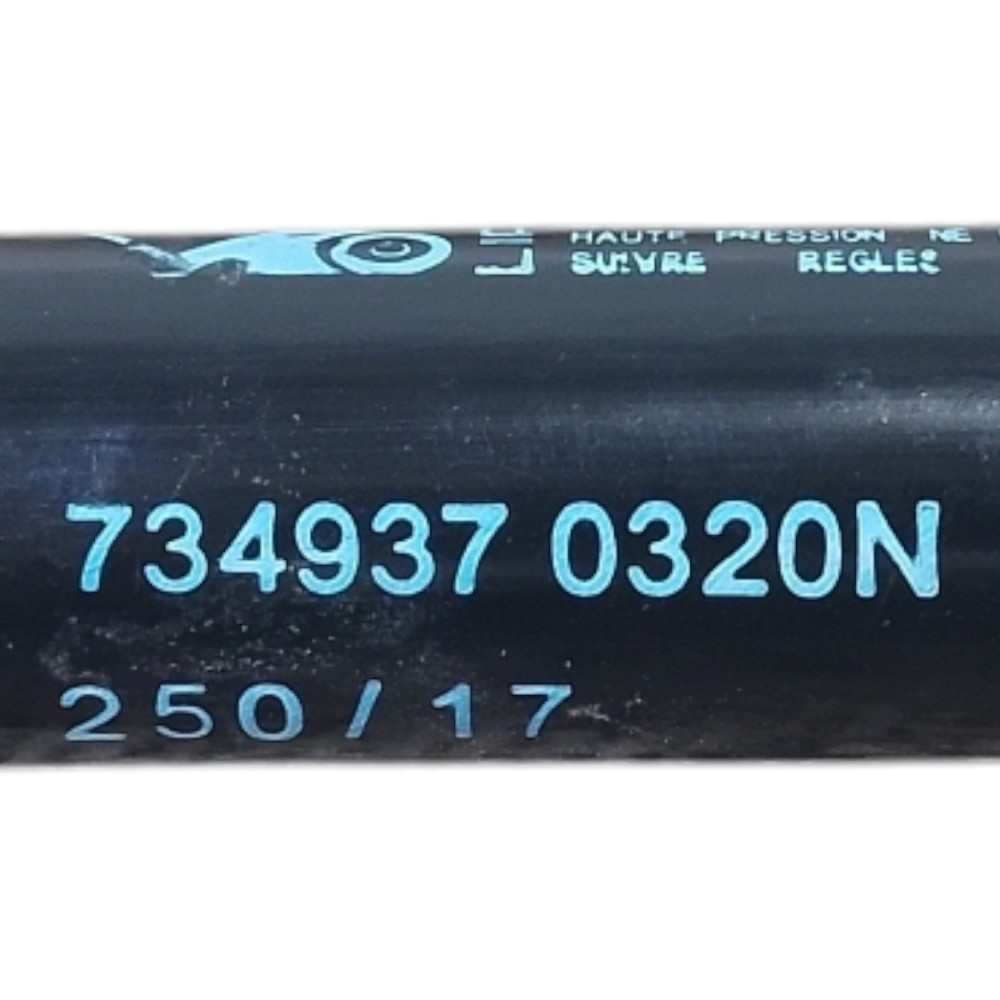 HAUTE PRESSION NE
SUIVRE REGLES
734937 0320N
250/17